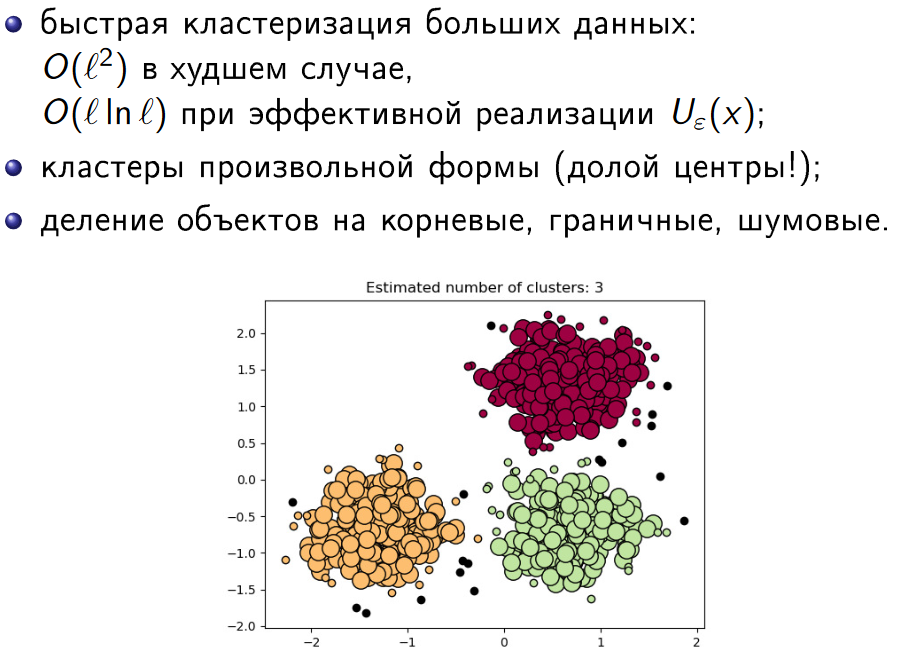 быстрая кластеризация больших данных:
O(ℓ²) в худшем случае,
O(ℓ ln ℓ) при эффективной реализации Uε(x);
кластеры произвольной формы (долой центры!);
деление объектов на корневые, граничные, шумовые.
Estimated number of clusters: 3
2.0
1.5
1.0
0.5
0.0
−0.5
−1.0
−1.5
−2.0
−2 −1 0 1 2